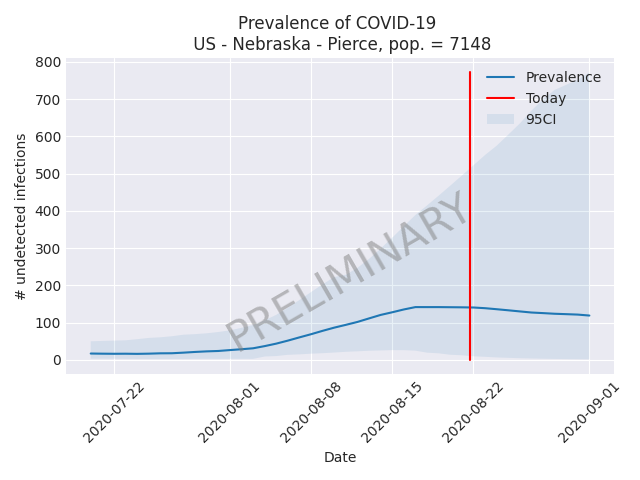 Prevalence of COVID-19
US - Nebraska - Pierce, pop. = 7148
800
700
600
500
400
300
200
100
0
# undetected infections
Prevalence
Today
95CI
PRELIMINARY
2020-07-22
2020-08-01
2020-08-08
2020-08-15
2020-08-22
2020-09-01
Date